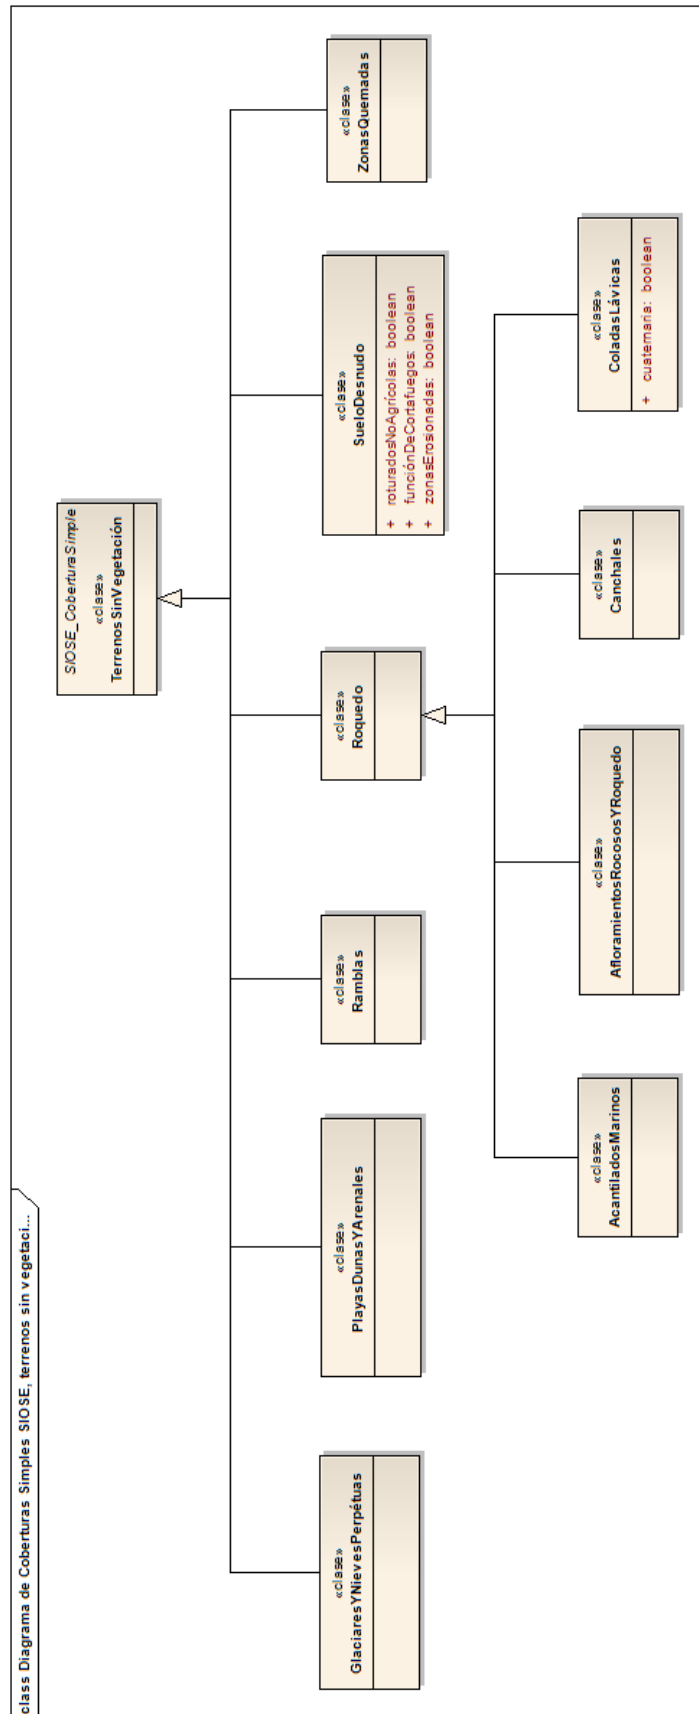 class Diagrama de Coberturas Simples SIOSE, terrenos sin vegetaci...
SIOSE_CoberturaSimple
«clase»
TerrenosSinVegetación
«clase»
GlaciaresYNievesPerpétuas
«clase»
PlayasDunasYArenales
«clase»
Ramblas
«clase»
Roquedo
«clase»
SueloDesnudo
+ roturadosNoAgrícolas: boolean
+ funciónDeCortafuegos: boolean
+ zonasErosionadas: boolean
«clase»
ZonasQuemadas
«clase»
AcantiladosMarinos
«clase»
AfloramientosRocososYRoquedo
«clase»
Canchales
«clase»
ColadasLávicas
+ cuaternaria: boolean